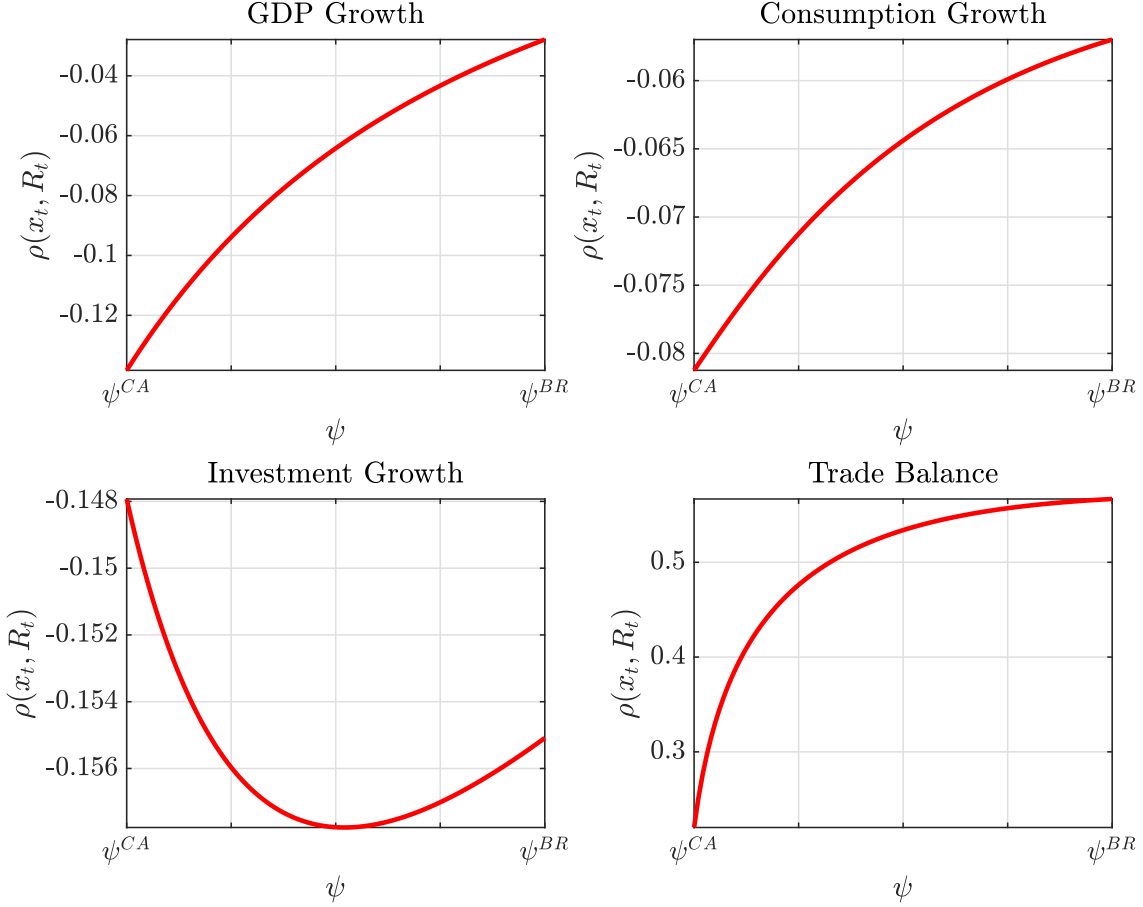 GDP Growth
ρ(x_t, R_t)
-0.04
-0.06
-0.08
-0.1
-0.12
ψ^{CA}
ψ^{BR}
ψ
Consumption Growth
ρ(x_t, R_t)
-0.06
-0.065
-0.07
-0.075
-0.08
ψ^{CA}
ψ^{BR}
ψ
Investment Growth
ρ(x_t, R_t)
-0.148
-0.15
-0.152
-0.154
-0.156
ψ^{CA}
ψ^{BR}
ψ
Trade Balance
ρ(x_t, R_t)
0.5
0.4
0.3
ψ^{CA}
ψ^{BR}
ψ